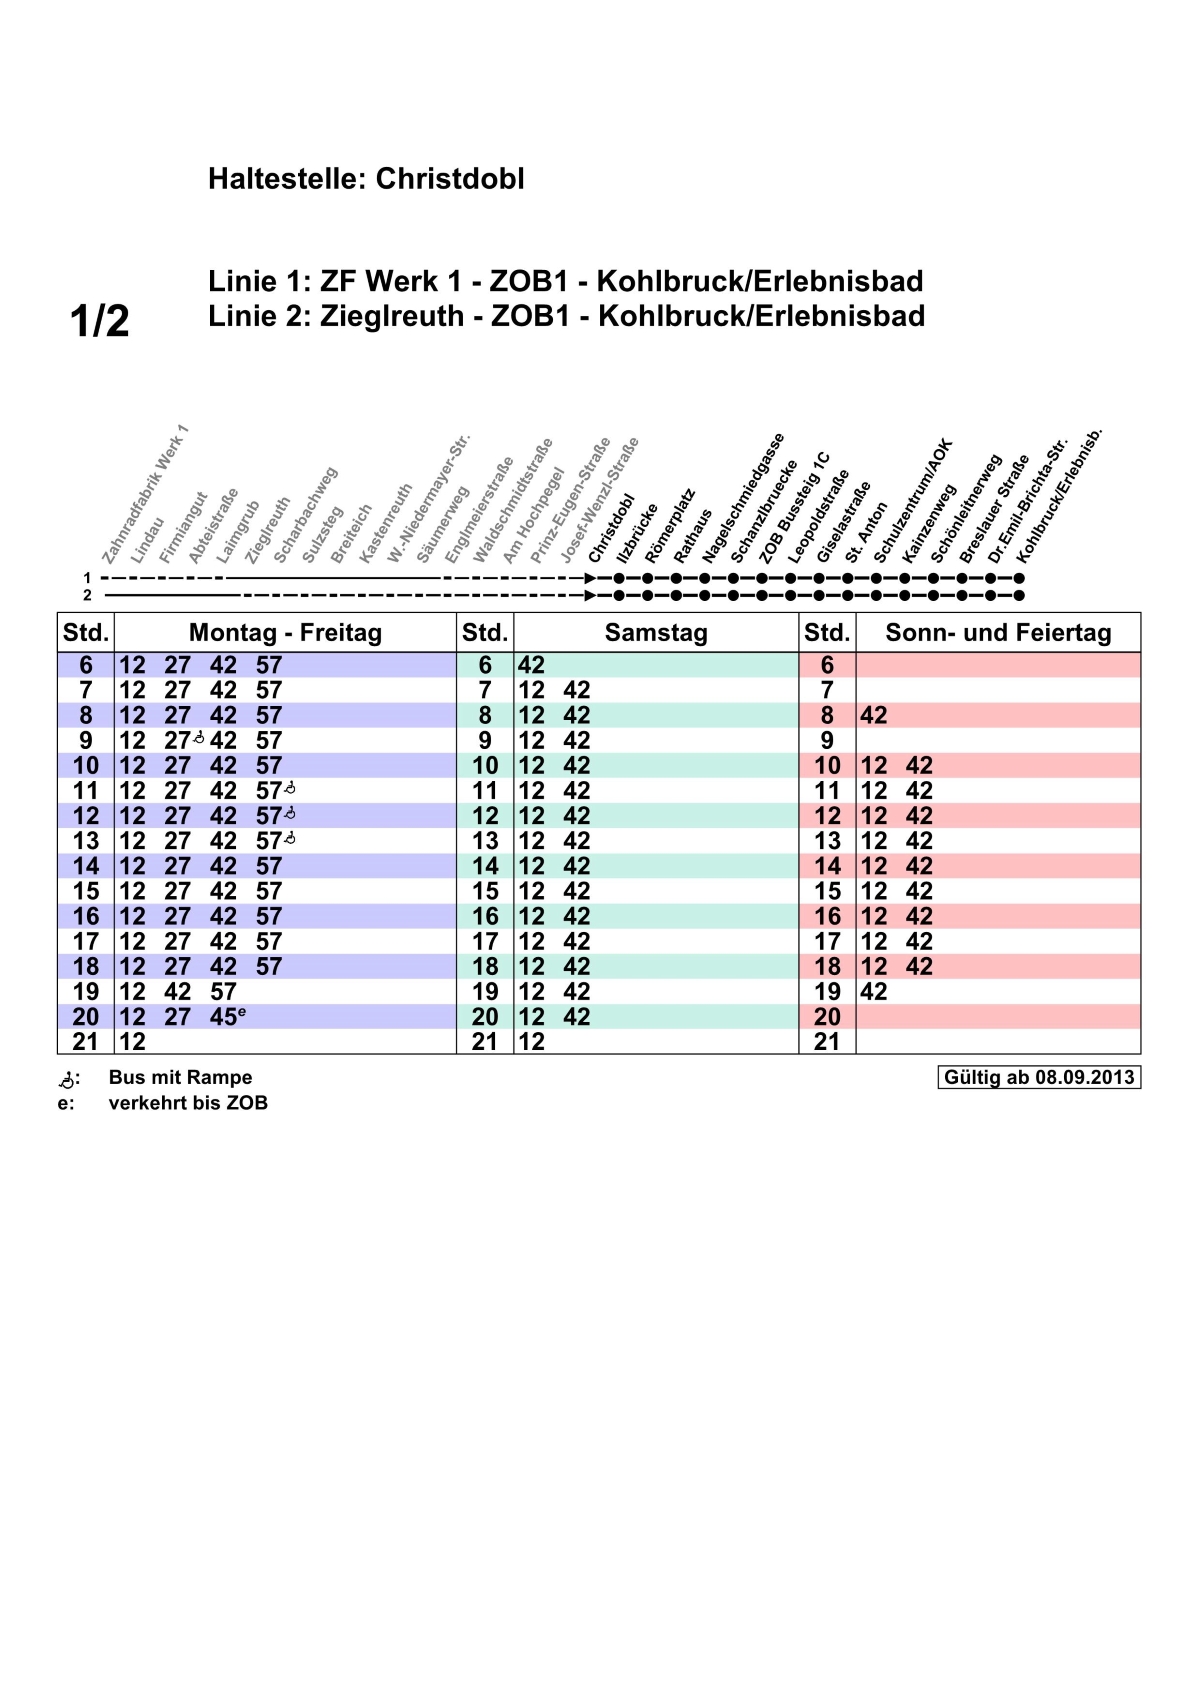 Haltestelle: Christdobl
1/2
Linie 1: ZF Werk 1 - ZOB1 - Kohlbruck/Erlebnisbad
Linie 2: Zieglreuth - ZOB1 - Kohlbruck/Erlebnisbad
Zahnradfabrik Werk 1
Lindau
Firmiangut
Abteistraße
Laimgrub
Zieglreuth
Scharbachweg
Sulzsteg
Breiteich
Kastenreuth
W.-Niedermayer-Str.
Säumerweg
Englmeierstraße
Waldschmidtstraße
Am Hochpegel
Prinz-Eugen-Straße
Josef-Wenzl-Straße
Christdobl
Ilzbrücke
Römerplatz
Rathaus
Nagelschmiedgasse
Schanzlbruecke
ZOB Bussteig 1C
Leopoldstraße
Giselastraße
St. Anton
Schulzentrum/AOK
Kainzenweg
Schönleitnerweg
Breslauer Straße
Dr.Emil-Brichta-Str.
Kohlbruck/Erlebnisb.
1
2
Std. Montag - Freitag Std. Samstag Std. Sonn- und Feiertag
6 12 27 42 57 6 42 6
7 12 27 42 57 7 12 42 7
8 12 27 42 57 8 12 42 8 42
9 12 27 42 57 9 12 42 9
10 12 27 42 57 10 12 42 10 12 42
11 12 27 42 57 11 12 42 11 12 42
12 12 27 42 57 12 12 42 12 12 42
13 12 27 42 57 13 12 42 13 12 42
14 12 27 42 57 14 12 42 14 12 42
15 12 27 42 57 15 12 42 15 12 42
16 12 27 42 57 16 12 42 16 12 42
17 12 27 42 57 17 12 42 17 12 42
18 12 27 42 57 18 12 42 18 12 42
19 12 42 57 19 12 42 19 42
20 12 27 45e 20 12 42 20
21 12 21 12 21
: Bus mit Rampe
e: verkehrt bis ZOB
Gültig ab 08.09.2013